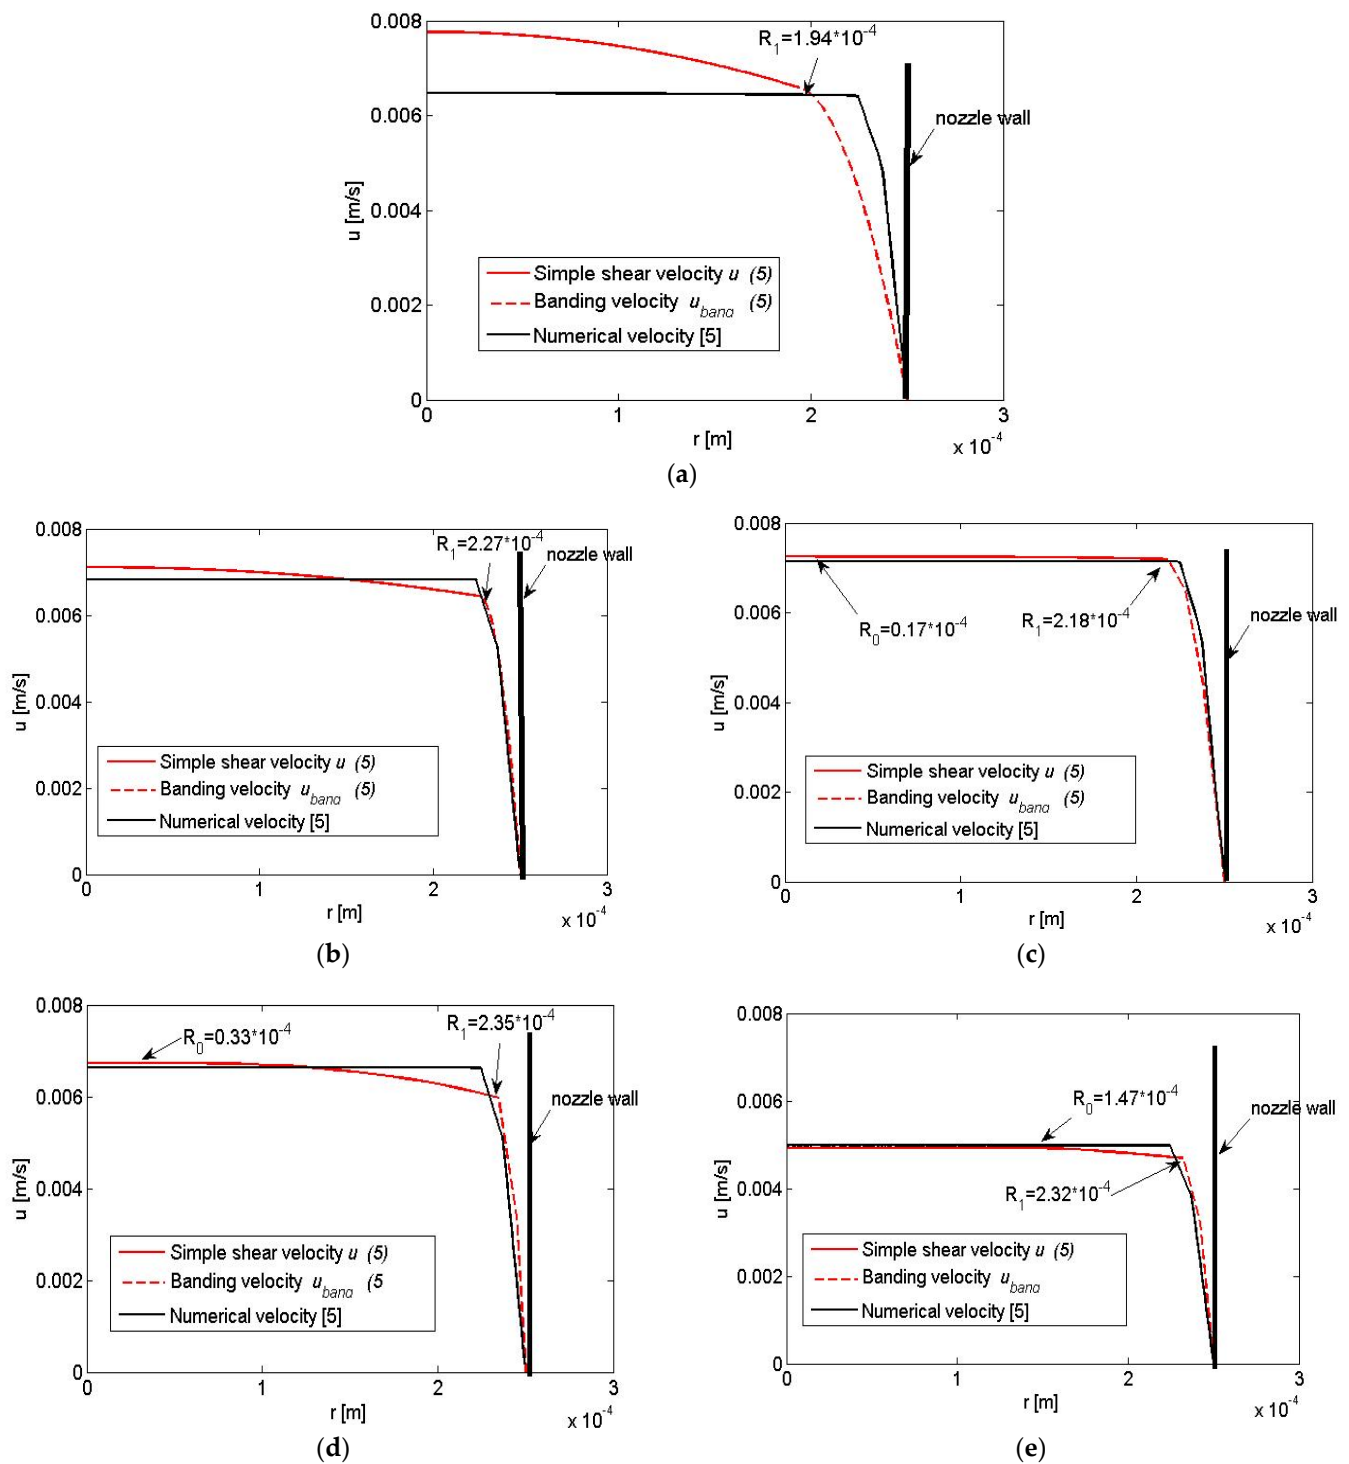 0.008
R1=1.94*10-4
0.006
nozzle wall
0.004
u [m/s]
Simple shear velocity u (5)
Banding velocity uband (5)
0.002
Numerical velocity [5]
0
0 1 2 3
r [m]
x 10-4
(a)
0.008
R1=2.27*10-4
nozzle wall
0.006
0.004
u [m/s]
Simple shear velocity u (5)
Banding velocity uband (5)
0.002
Numerical velocity [5]
0
0 1 2 3
r [m]
x 10-4
(b)
0.008
R0=0.17*10-4
R1=2.18*10-4
nozzle wall
0.006
0.004
u [m/s]
Simple shear velocity u (5)
Banding velocity uband (5)
0.002
Numerical velocity [5]
0
0 1 2 3
r [m]
x 10-4
(c)
0.008
R0=0.33*10-4
R1=2.35*10-4
0.006
nozzle wall
0.004
u [m/s]
Simple shear velocity u (5)
Banding velocity uband (5
0.002
Numerical velocity [5]
0
0 1 2 3
r [m]
x 10-4
(d)
0.008
R0=1.47*10-4
0.006
nozzle wall
R1=2.32*10-4
0.004
u [m/s]
Simple shear velocity u (5)
Banding velocity uband
0.002
Numerical velocity [5]
0
0 1 2 3
r [m]
x 10-4
(e)